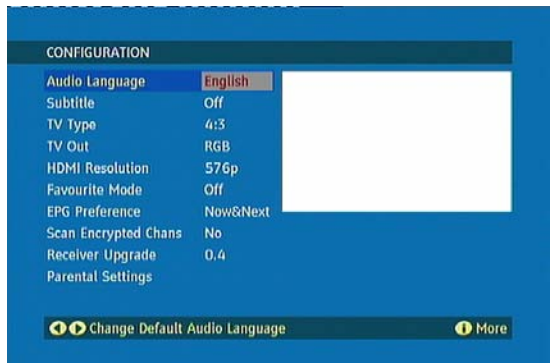 CONFIGURATION
Audio Language English
Subtitle Off
TV Type 4:3
TV Out RGB
HDMI Resolution 576p
Favourite Mode Off
EPG Preference Now&Next
Scan Encrypted Chans No
Receiver Upgrade 0.4
Parental Settings
Change Default Audio Language i More